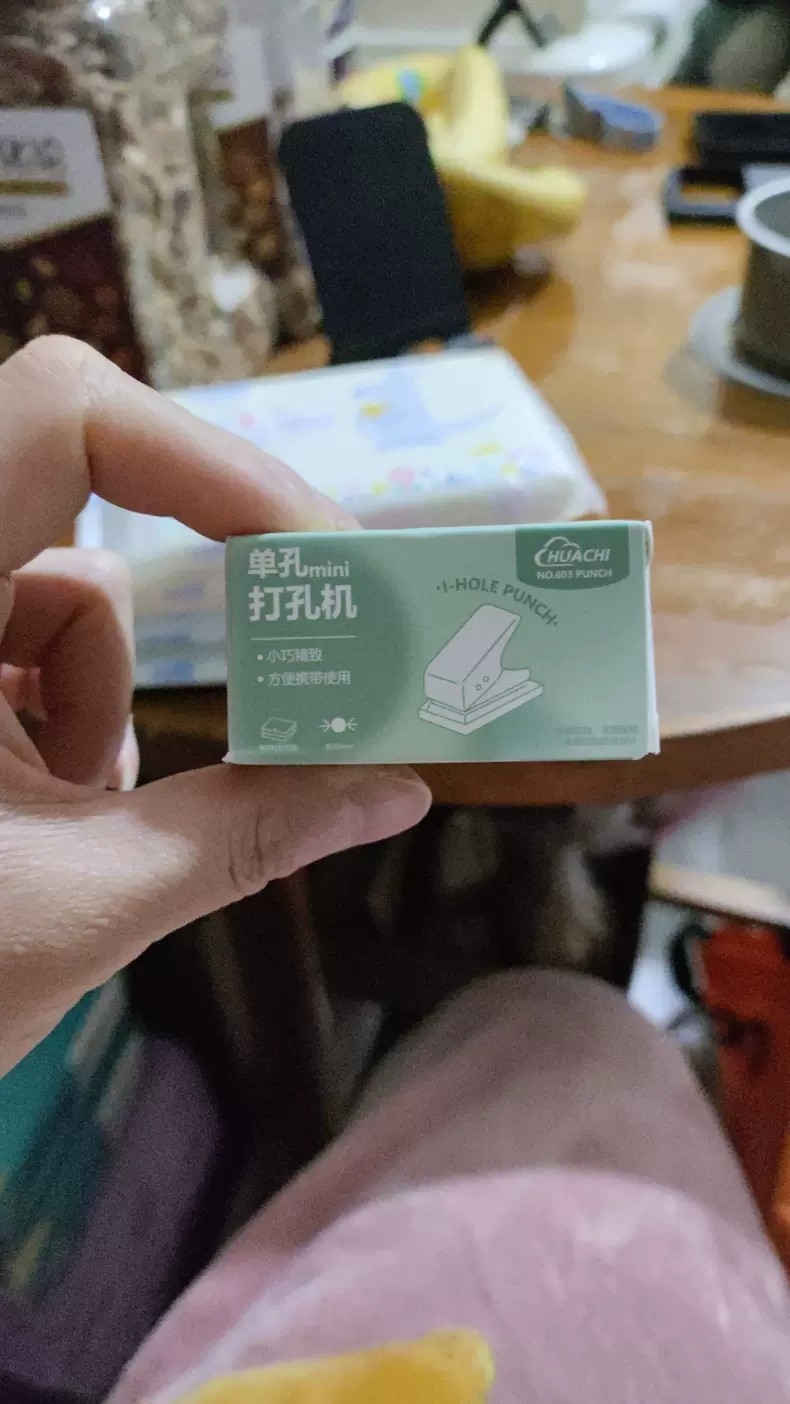 单孔mini
打孔机
• 小巧精致
• 方便携带使用
HUACHI
NO.603 PUNCH
·1-HOLE PUNCH·